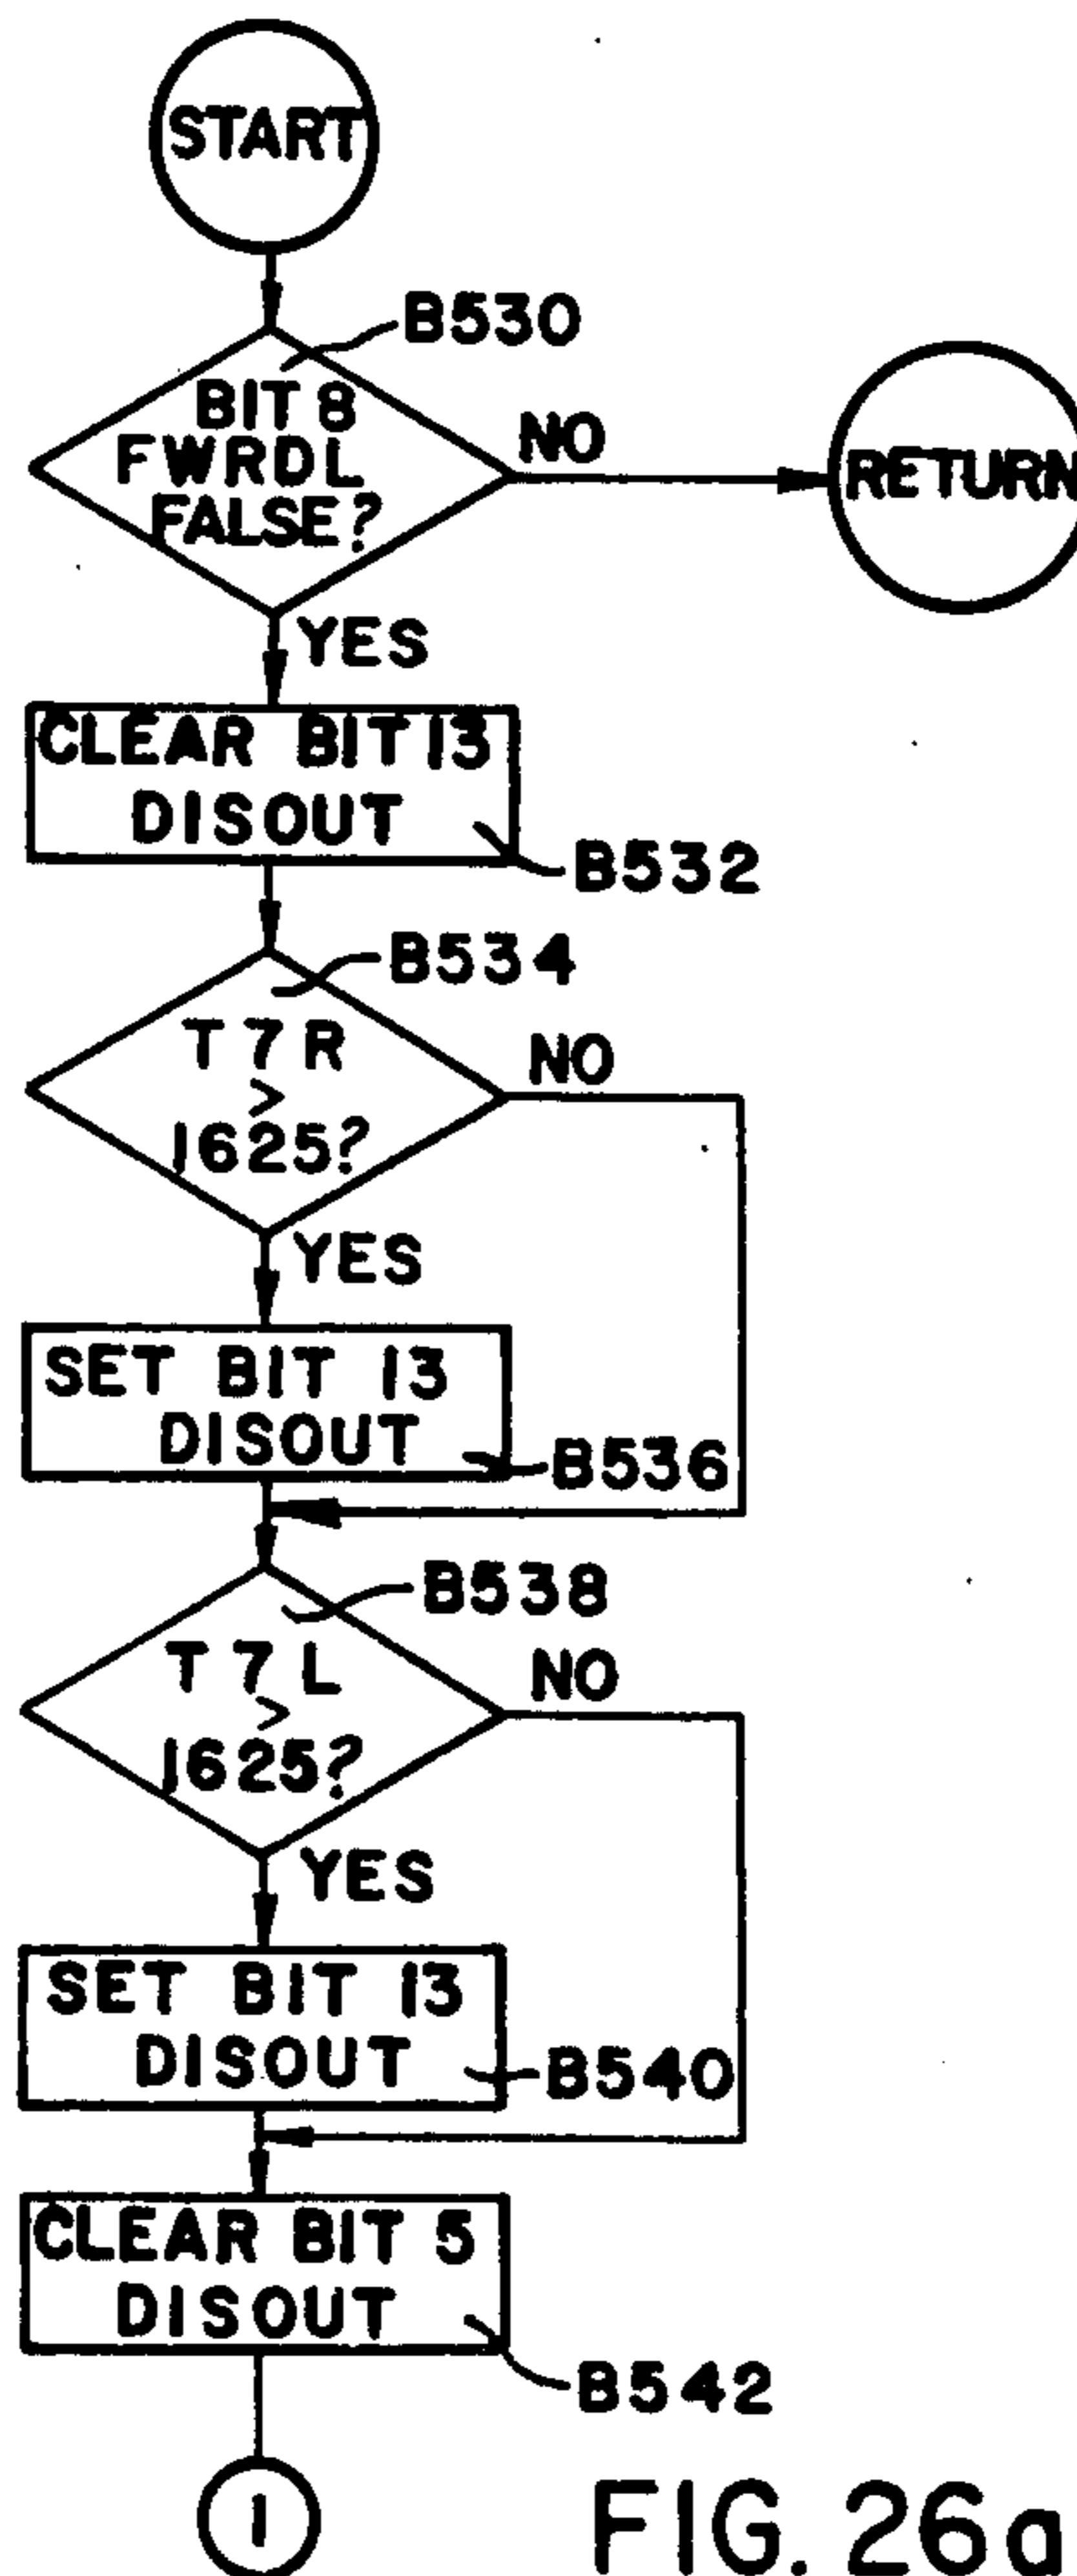 START
B530
BIT 8
FWRDL
FALSE?
NO
RETURN
YES
CLEAR BIT 13
DISOUT
B532
B534
T7R
>
1625?
NO
YES
SET BIT 13
DISOUT
B536
B538
T7L
>
1625?
NO
YES
SET BIT 13
DISOUT
B540
CLEAR BIT 5
DISOUT
B542
1
FIG. 26a